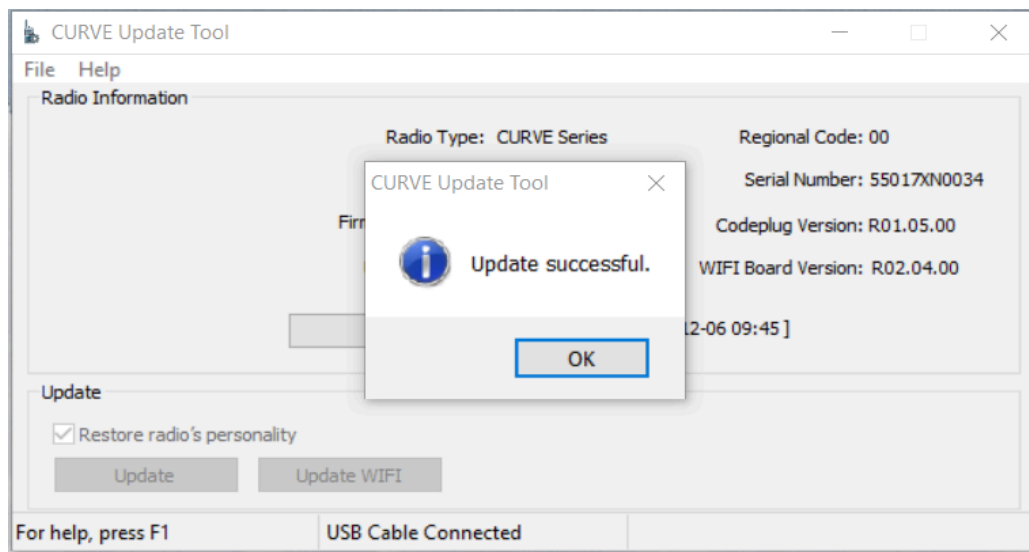 CURVE Update Tool
File Help
Radio Information
Radio Type: CURVE Series Regional Code: 00
CURVE Update Tool
Serial Number: 55017XN0034
Codeplug Version: R01.05.00
Update successful.
WIFI Board Version: R02.04.00
12-06 09:45 ]
OK
Update
Restore radio's personality
Update Update WIFI
For help, press F1 USB Cable Connected